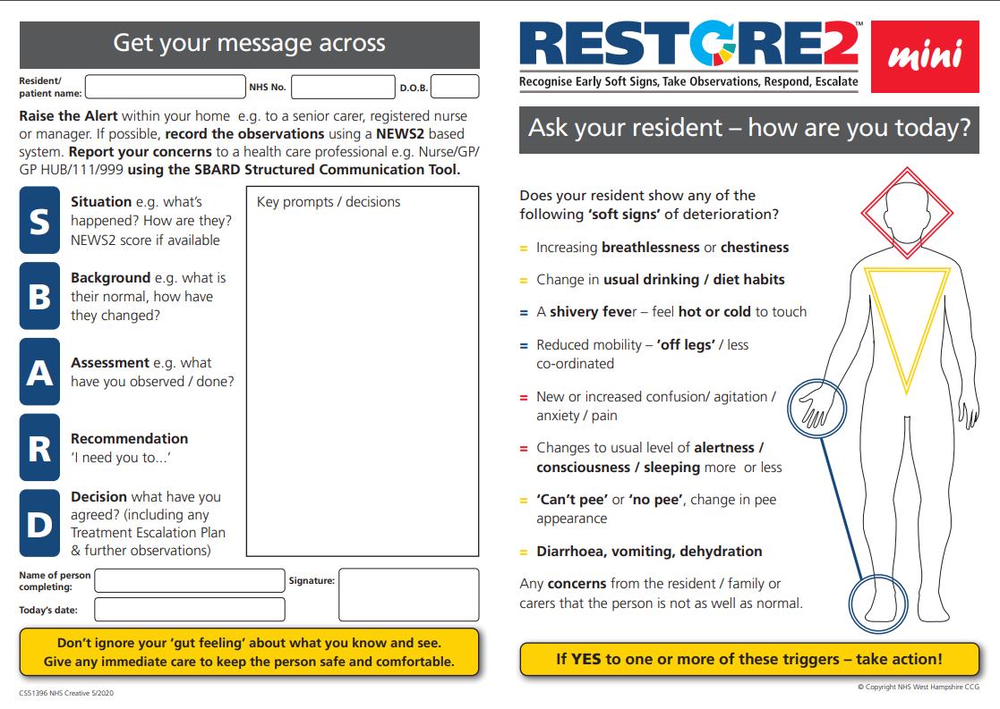 Get your message across
Resident/
patient name:
NHS No.
D.O.B.
Raise the Alert within your home e.g. to a senior carer, registered nurse
or manager. If possible, record the observations using a NEWS2 based
system. Report your concerns to a health care professional e.g. Nurse/GP/
GP HUB/111/999 using the SBARD Structured Communication Tool.
S
Situation e.g. what's
happened? How are they?
NEWS2 score if available
B
Background e.g. what is
their normal, how have
they changed?
A
Assessment e.g. what
have you observed / done?
R
Recommendation
'I need you to...'
D
Decision what have you
agreed? (including any
Treatment Escalation Plan
& further observations)
Key prompts / decisions
Name of person
completing:
Signature:
Today's date:
Don't ignore your 'gut feeling' about what you know and see.
Give any immediate care to keep the person safe and comfortable.
CS51396 NHS Creative 5/2020
RESTORE2™ mini
Recognise Early Soft Signs, Take Observations, Respond, Escalate
Ask your resident – how are you today?
Does your resident show any of the
following 'soft signs' of deterioration?
= Increasing breathlessness or chestiness
= Change in usual drinking / diet habits
= A shivery fever – feel hot or cold to touch
= Reduced mobility – 'off legs' / less
co-ordinated
= New or increased confusion/ agitation /
anxiety / pain
= Changes to usual level of alertness /
consciousness / sleeping more or less
= 'Can't pee' or 'no pee', change in pee
appearance
= Diarrhoea, vomiting, dehydration
Any concerns from the resident / family or
carers that the person is not as well as normal.
If YES to one or more of these triggers – take action!
© Copyright NHS West Hampshire CCG